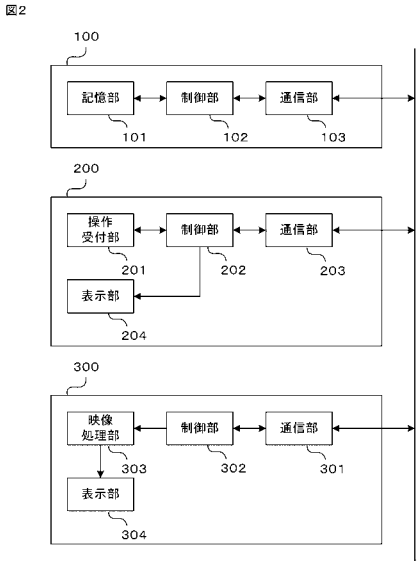 図2
100
記憶部
制御部
通信部
101
102
103
200
操作
受付部
制御部
通信部
201
202
203
表示部
204
300
映像
処理部
制御部
通信部
303
302
301
表示部
304